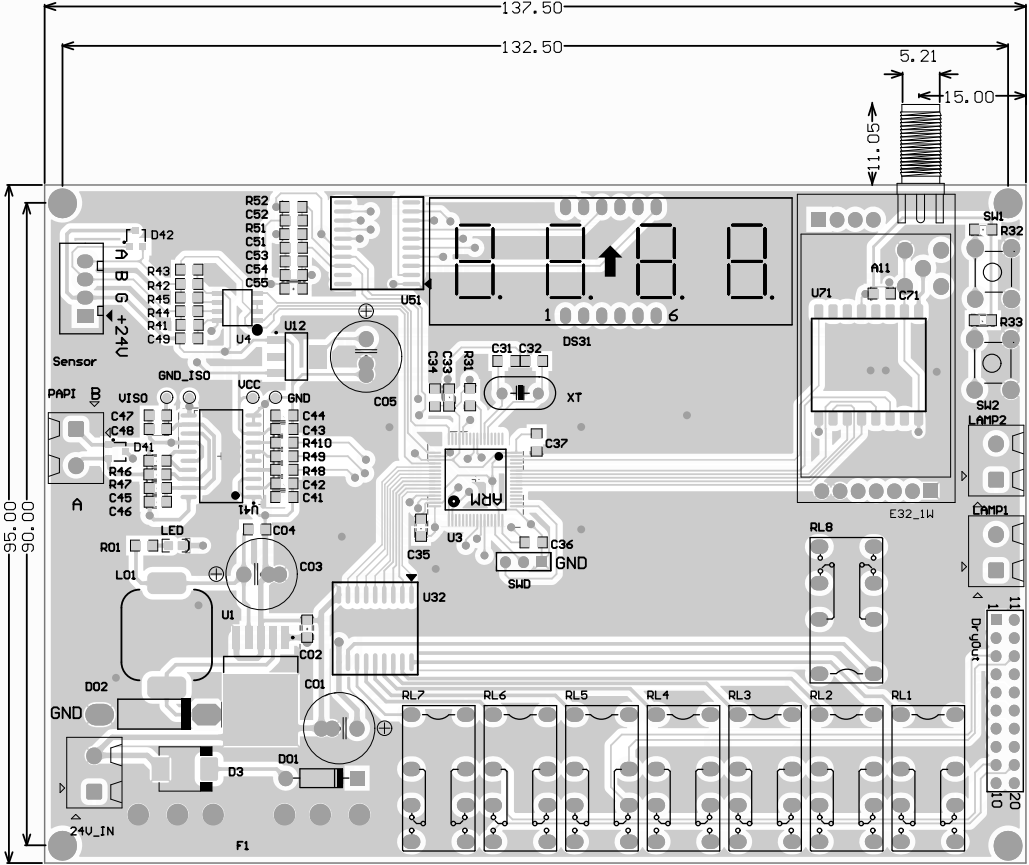 137.50
132.50
5.21
15.00
11.05
95.00
90.00
R52
C52
R51
C51
C53
C54
C55
U51
1
6
DS31
SW1
R32
A11
U71
C71
R33
SW2
D42
A
B
G
+24V
Sensor
R43
R42
R45
R44
R41
C49
U4
U12
C05
GND_ISO
VCC
GND
VISO
PAPI
B
A
C47
C48
D41
R46
R47
C45
C46
C44
C43
R410
R49
R48
C42
C41
U41
C34
C33
R31
C31
C32
XT
C37
ARM
U3
C35
C36
GND
SWD
LAMP2
LAMP1
E32_1W
RL8
LED
R01
C04
C03
L01
U1
C02
U32
D02
GND
C01
D3
D01
24V_IN
F1
RL7
RL6
RL5
RL4
RL3
RL2
RL1
1
11
DryOut
10
20